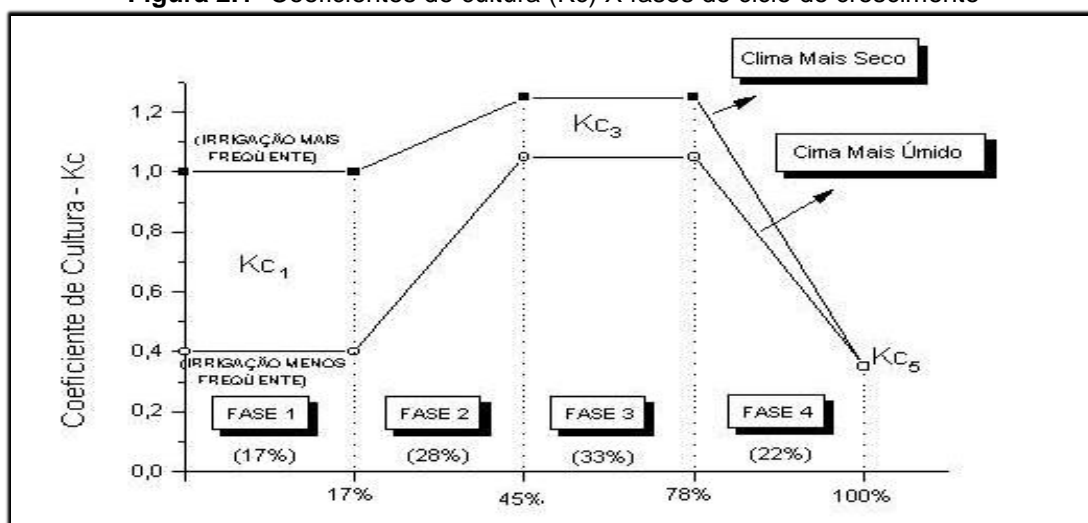 Figura 2.1- Coeficientes de cultura (Kc) X fases do ciclo de crescimento
Clima Mais Seco
Cima Mais Úmido
Coeficiente de Cultura - Kc
1,2
1,0
0,8
0,6
0,4
0,2
0,0
(IRRIGAÇÃO MAIS
FREQÜENTE)
Kc1
(IRRIGAÇÃO MENOS
FREQÜENTE)
Kc3
Kc5
FASE 1
FASE 2
FASE 3
FASE 4
(17%)
(28%)
(33%)
(22%)
17%
45%
78%
100%